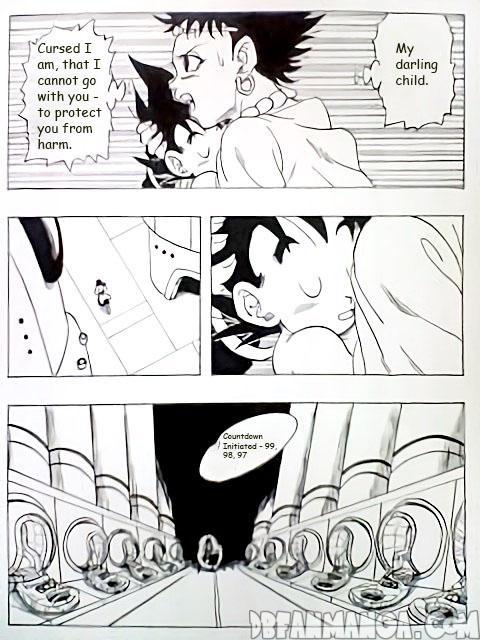 Cursed I
am, that I
cannot go
with you -
to protect
you from
harm.
My
darling
child.
Countdown
Initiated - 99,
98, 97
DBFANMANGA.COM